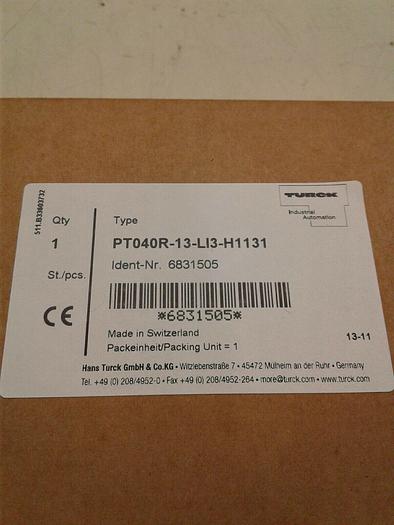 511.B33603732
TURCK
Industrial
Automation
Qty
Type
1
PT040R-13-LI3-H1131
Ident-Nr. 6831505
St./pcs.
*6831505*
CE
Made in Switzerland
13-11
Packeinheit/Packing Unit = 1
Hans Turck GmbH & Co.KG • Witzlebenstraße 7 • 45472 Mülheim an der Ruhr • Germany
Tel. +49 (0) 208/4952-0 • Fax +49 (0) 208/4952-264 • more@turck.com • www.turck.com